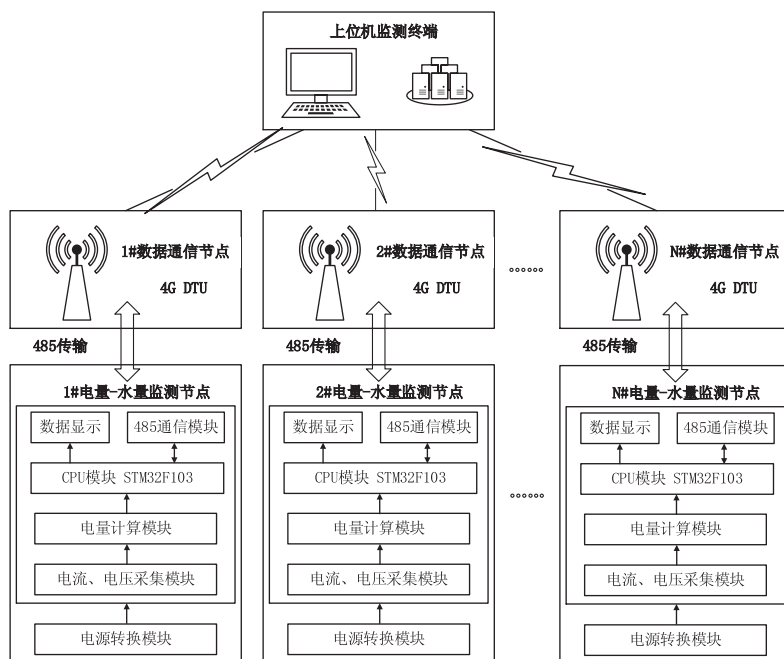 上位机监测终端
1#数据通信节点
4G DTU
2#数据通信节点
4G DTU
N#数据通信节点
4G DTU
485传输
485传输
485传输
1#电量-水量监测节点
数据显示
485通信模块
CPU模块 STM32F103
电量计算模块
电流、电压采集模块
电源转换模块
2#电量-水量监测节点
数据显示
485通信模块
CPU模块 STM32F103
电量计算模块
电流、电压采集模块
电源转换模块
N#电量-水量监测节点
数据显示
485通信模块
CPU模块 STM32F103
电量计算模块
电流、电压采集模块
电源转换模块